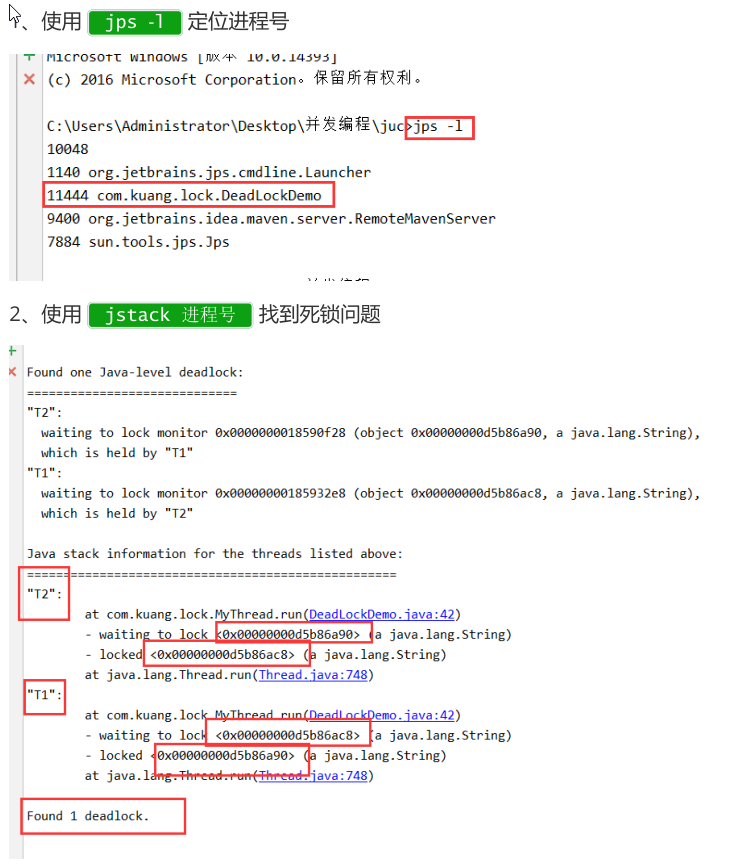 1、使用 jps -l 定位进程号
Microsoft Windows [版本 10.0.14393]
(c) 2016 Microsoft Corporation。保留所有权利。
C:\Users\Administrator\Desktop\并发编程\juc>jps -l
10048
1140 org.jetbrains.jps.cmdline.Launcher
11444 com.kuang.lock.DeadLockDemo
9400 org.jetbrains.idea.maven.server.RemoteMavenServer
7884 sun.tools.jps.Jps
2、使用 jstack 进程号 找到死锁问题
Found one Java-level deadlock:
=============================
"T2":
waiting to lock monitor 0x0000000018590f28 (object 0x00000000d5b86a90, a java.lang.String),
which is held by "T1"
"T1":
waiting to lock monitor 0x00000000185932e8 (object 0x00000000d5b86ac8, a java.lang.String),
which is held by "T2"
Java stack information for the threads listed above:
===================================================
"T2":
at com.kuang.lock.MyThread.run(DeadLockDemo.java:42)
- waiting to lock <0x00000000d5b86a90> (a java.lang.String)
- locked <0x00000000d5b86ac8> (a java.lang.String)
at java.lang.Thread.run(Thread.java:748)
"T1":
at com.kuang.lock.MyThread.run(DeadLockDemo.java:42)
- waiting to lock <0x00000000d5b86ac8> (a java.lang.String)
- locked <0x00000000d5b86a90> (a java.lang.String)
at java.lang.Thread.run(Thread.java:748)
Found 1 deadlock.